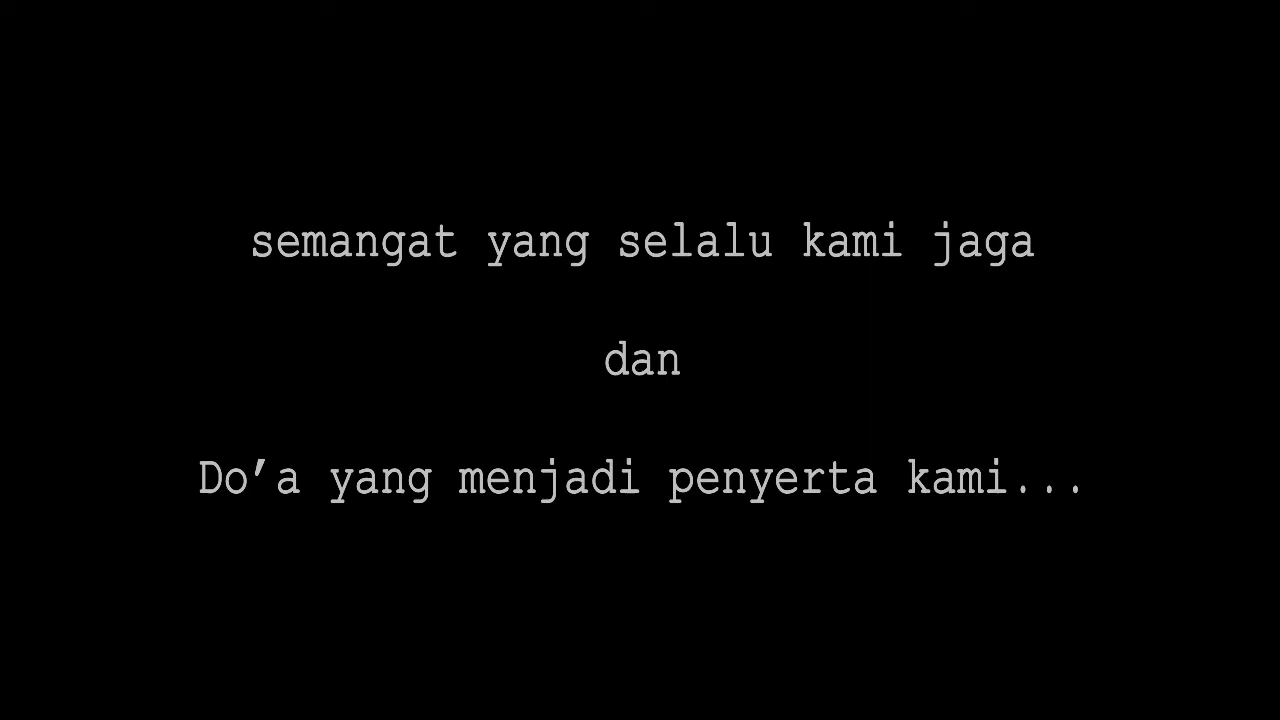 semangat yang selalu kami jaga
dan
Do’a yang menjadi penyerta kami...